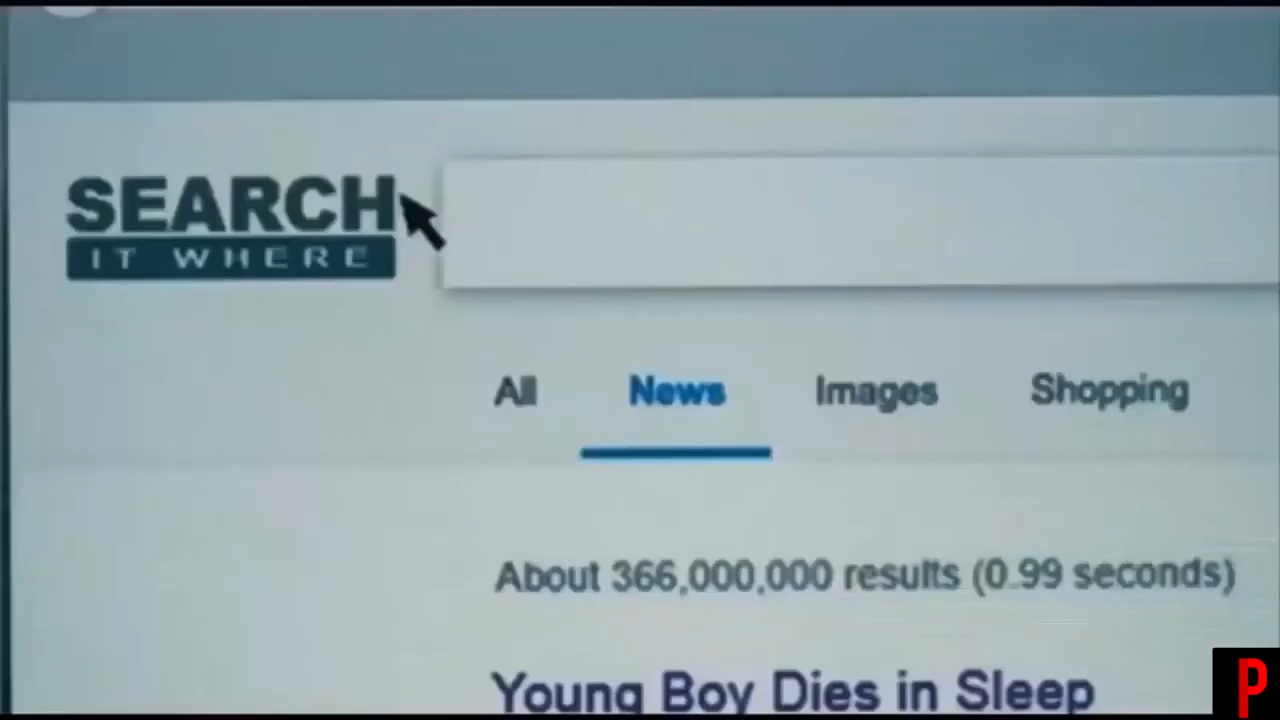 SEARCH
IT WHERE
All News Images Shopping
About 366,000,000 results (0.99 seconds)
Young Boy Dies in Sleep
P